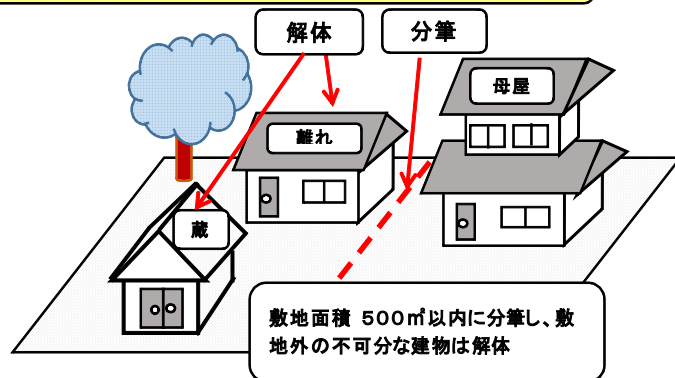 解体
分筆
母屋
離れ
蔵
敷地面積 500㎡以内に分筆し、敷
地外の不可分な建物は解体